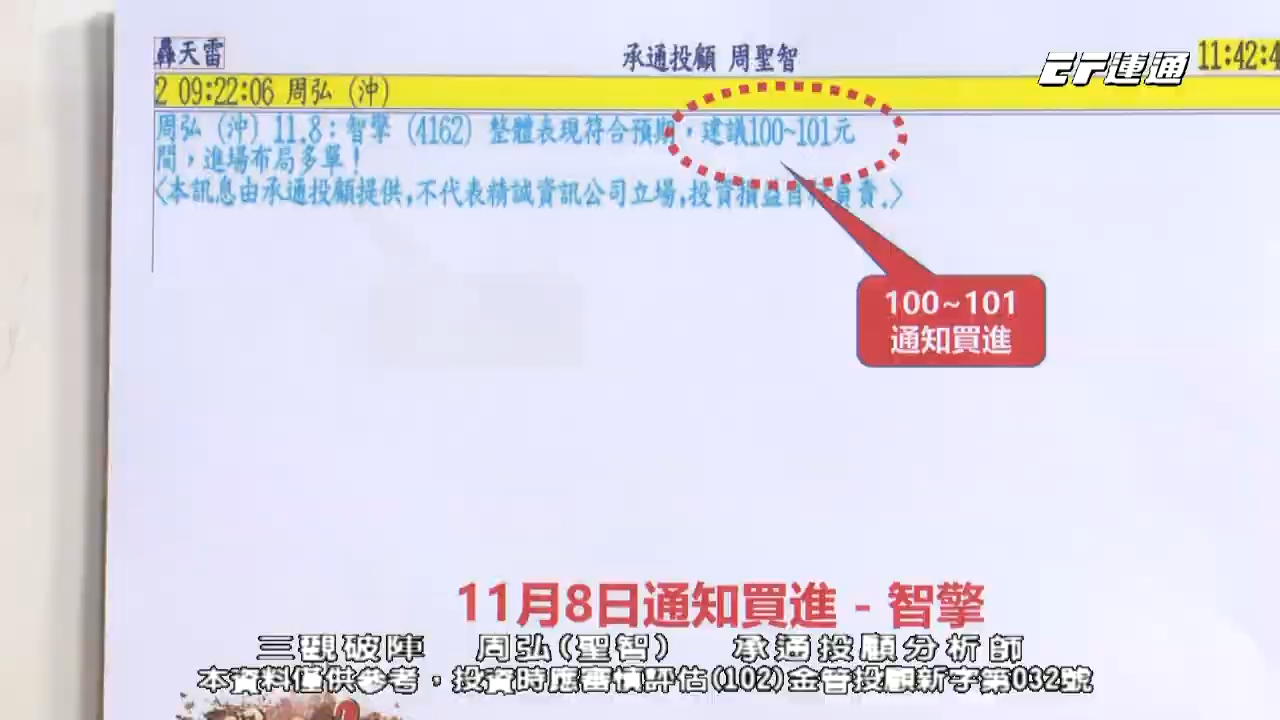 轟天雷
承通投顧 周聖智
ET連通
11:42:4
2 09:22:06 周弘 (沖)
周弘 (沖) 11.8：智擎 (4162) 整體表現符合預期，建議100~101元
間，進場布局多單！
〈本訊息由承通投顧提供,不代表精誠資訊公司立場,投資損益自行負責.〉
100~101
通知買進
11月8日通知買進 - 智擎
三觀破陣 周弘(聖智) 承通投顧分析師
本資料僅供參考，投資時應審慎評估(102)金管投顧新字第032號